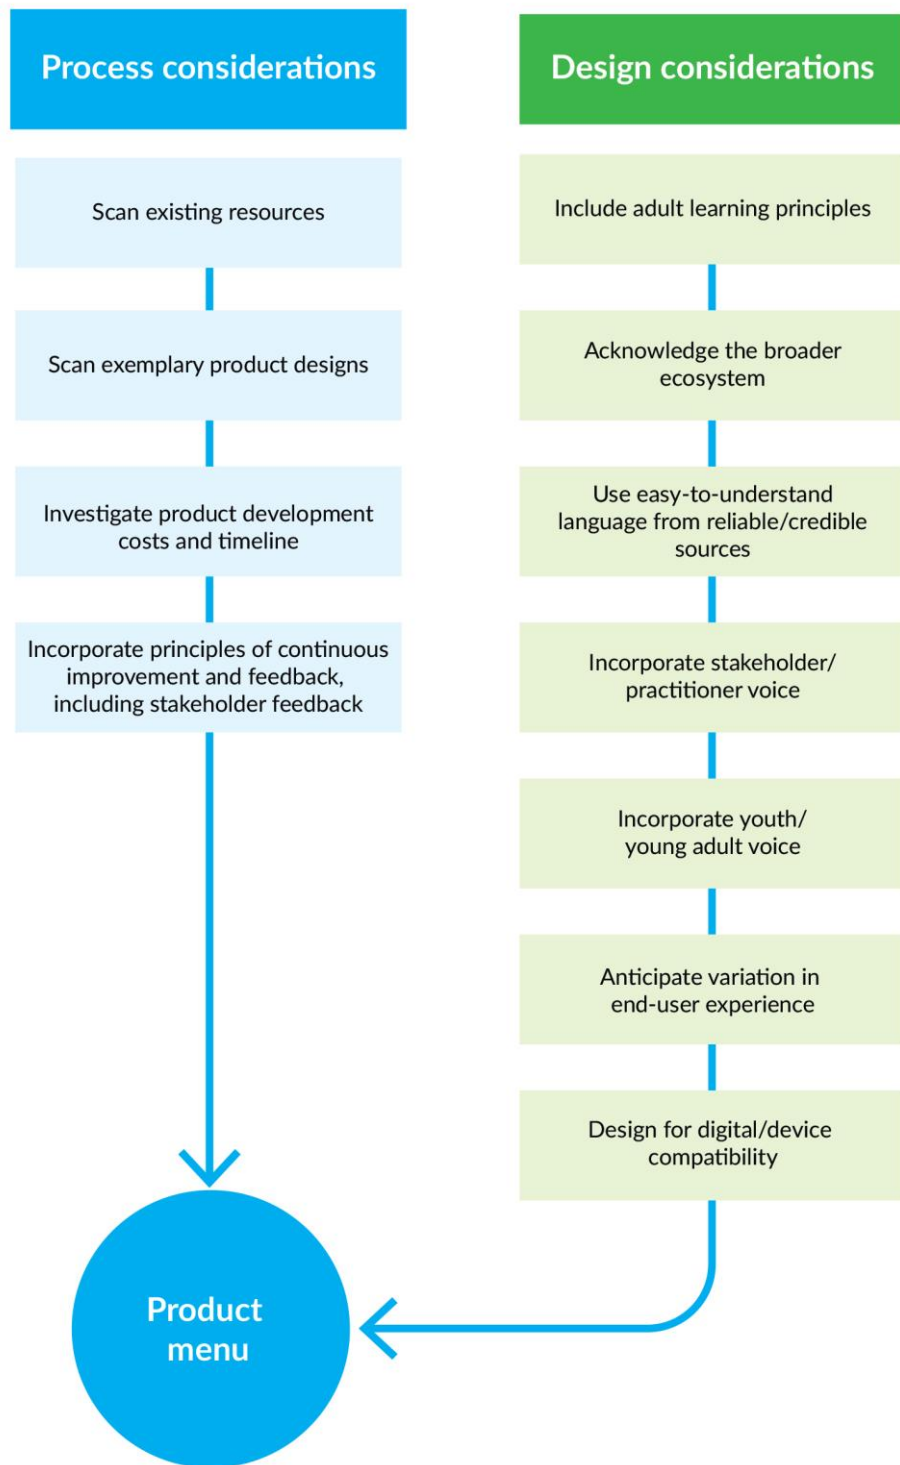 Process considerations
Scan existing resources
Scan exemplary product designs
Investigate product development
costs and timeline
Incorporate principles of continuous
improvement and feedback,
including stakeholder feedback
Design considerations
Include adult learning principles
Acknowledge the broader
ecosystem
Use easy-to-understand
language from reliable/credible
sources
Incorporate stakeholder/
practitioner voice
Incorporate youth/
young adult voice
Anticipate variation in
end-user experience
Design for digital/device
compatibility
Product
menu